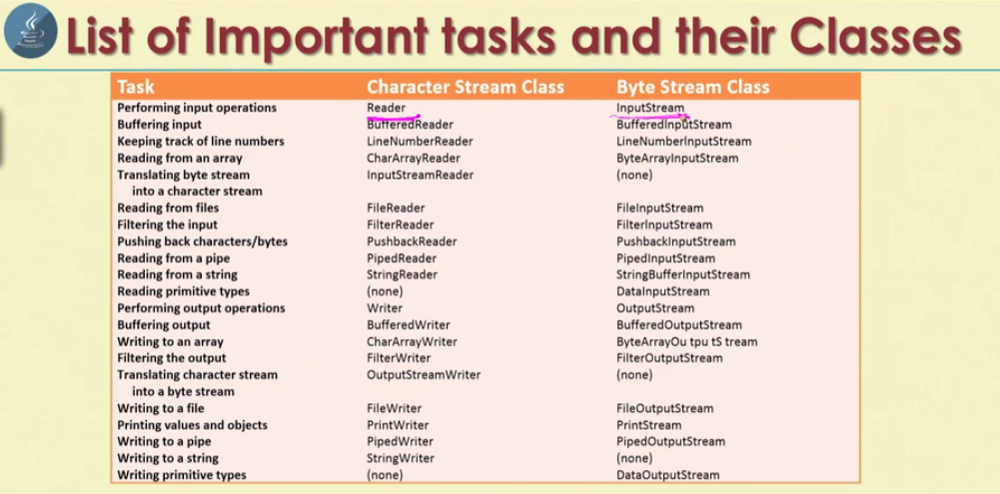 List of Important tasks and their Classes
Task Character Stream Class Byte Stream Class
Performing input operations Reader InputStream
Buffering input BufferedReader BufferedInputStream
Keeping track of line numbers LineNumberReader LineNumberInputStream
Reading from an array CharArrayReader ByteArrayInputStream
Translating byte stream InputStreamReader (none)
into a character stream
Reading from files FileReader FileInputStream
Filtering the input FilterReader FilterInputStream
Pushing back characters/bytes PushbackReader PushbackInputStream
Reading from a pipe PipedReader PipedInputStream
Reading from a string StringReader StringBufferInputStream
Reading primitive types (none) DataInputStream
Performing output operations Writer OutputStream
Buffering output BufferedWriter BufferedOutputStream
Writing to an array CharArrayWriter ByteArrayOu tpu tS tream
Filtering the output FilterWriter FilterOutputStream
Translating character stream OutputStreamWriter (none)
into a byte stream
Writing to a file FileWriter FileOutputStream
Printing values and objects PrintWriter PrintStream
Writing to a pipe PipedWriter PipedOutputStream
Writing to a string StringWriter (none)
Writing primitive types (none) DataOutputStream